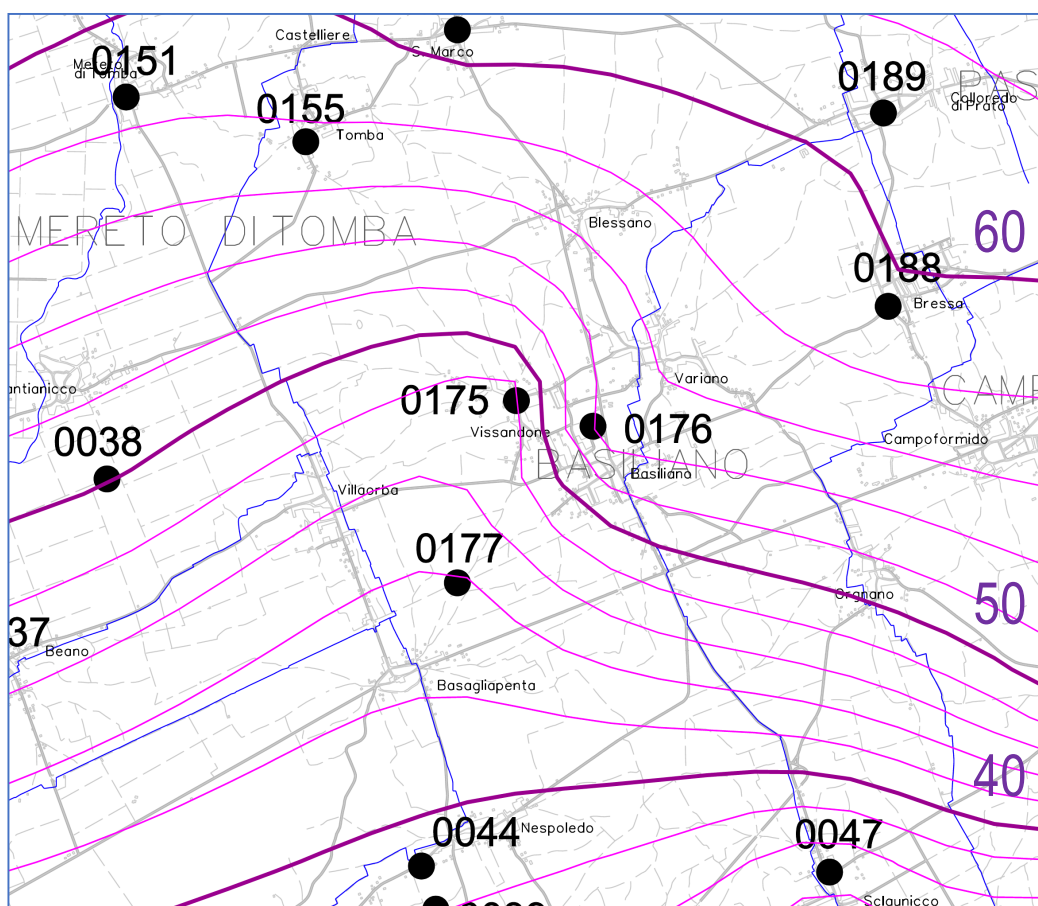 Castelliere
S. Marco
Mereto
di Tomba
0151
0189
PAS
Colloredo
di Prato
0155
Tomba
MERETO DI TOMBA
Blessano
60
0188
Bressa
antianicco
0175
Variano
CAMP
Vissandone
0176
Campoformido
0038
BASILIANO
Basiliano
Villaorba
0177
Orgnano
50
37
Beano
Basagliapenta
40
0044
Nespoledo
0047
Sclaunicco